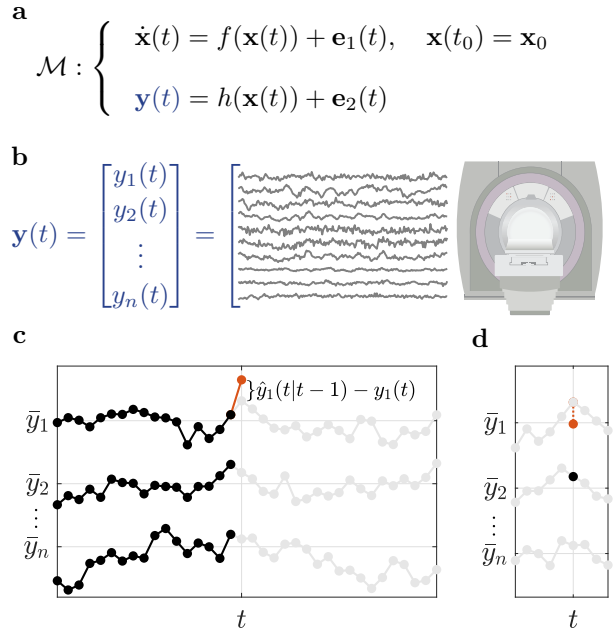 a
ℳ : { ẋ(t) = f(x(t)) + e₁(t), x(t₀) = x₀
y(t) = h(x(t)) + e₂(t)
b
y(t) = [ y₁(t) y₂(t) ⋮ yₙ(t) ] = [
c
}ŷ₁(t|t − 1) − y₁(t)
ȳ₁
ȳ₂
⋮
ȳₙ
t
d
ȳ₁
ȳ₂
⋮
ȳₙ
t